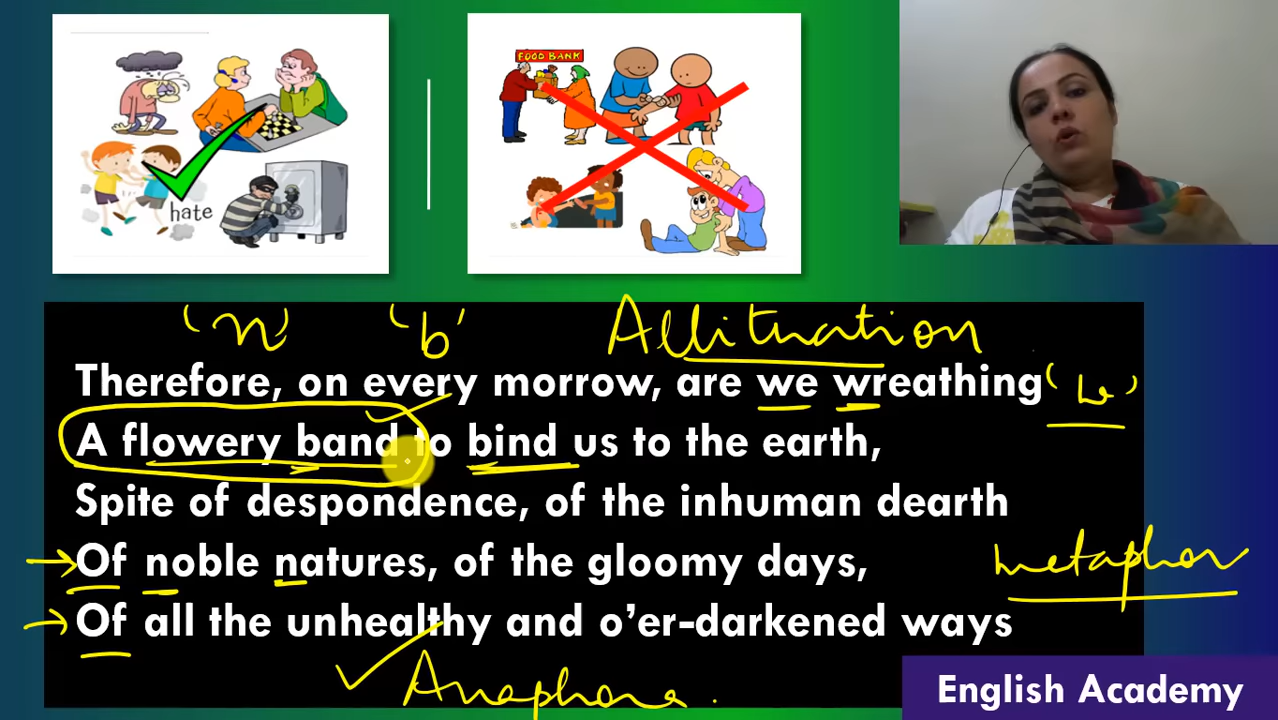 FOOD BANK
hate
'n' 'b' Alliteration
Therefore, on every morrow, are we wreathing
A flowery band to bind us to the earth,
Spite of despondence, of the inhuman dearth
Of noble natures, of the gloomy days,
metaphor
Of all the unhealthy and o'er-darkened ways
Anaphora.
English Academy